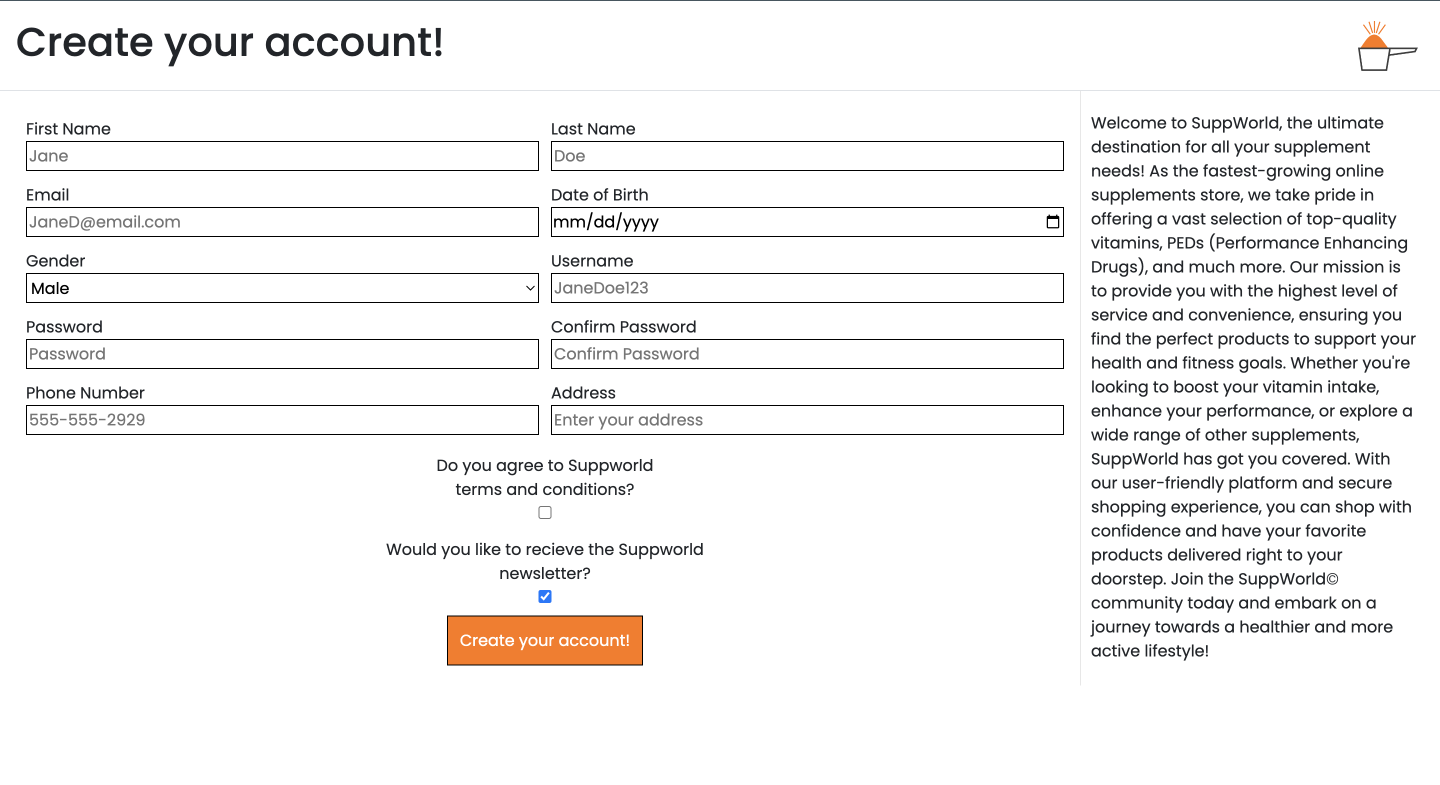 Create your account!
First Name
Last Name
Jane
Doe
Email
Date of Birth
JaneD@email.com
mm/dd/yyyy
Gender
Username
Male
JaneDoe123
Password
Confirm Password
Password
Confirm Password
Phone Number
Address
555-555-2929
Enter your address
Do you agree to Suppworld
terms and conditions?
Would you like to recieve the Suppworld
newsletter?
Create your account!
Welcome to SuppWorld, the ultimate
destination for all your supplement
needs! As the fastest-growing online
supplements store, we take pride in
offering a vast selection of top-quality
vitamins, PEDs (Performance Enhancing
Drugs), and much more. Our mission is
to provide you with the highest level of
service and convenience, ensuring you
find the perfect products to support your
health and fitness goals. Whether you're
looking to boost your vitamin intake,
enhance your performance, or explore a
wide range of other supplements,
SuppWorld has got you covered. With
our user-friendly platform and secure
shopping experience, you can shop with
confidence and have your favorite
products delivered right to your
doorstep. Join the SuppWorld©
community today and embark on a
journey towards a healthier and more
active lifestyle!